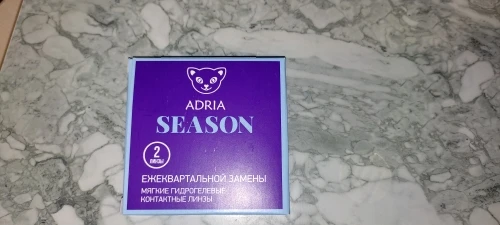 ADRIA
SEASON
2
ЛИНЗЫ
ЕЖЕКВАРТАЛЬНОЙ ЗАМЕНЫ
МЯГКИЕ ГИДРОГЕЛЕВЫЕ
КОНТАКТНЫЕ ЛИНЗЫ